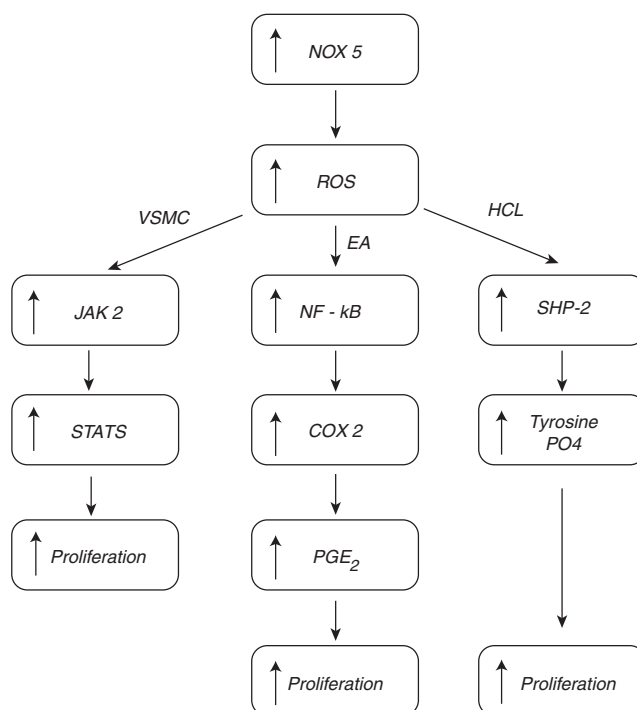 NOX 5
ROS
VSMC
EA
HCL
JAK 2
NF - kB
SHP-2
STATS
COX 2
Tyrosine
PO4
Proliferation
PGE2
Proliferation
Proliferation